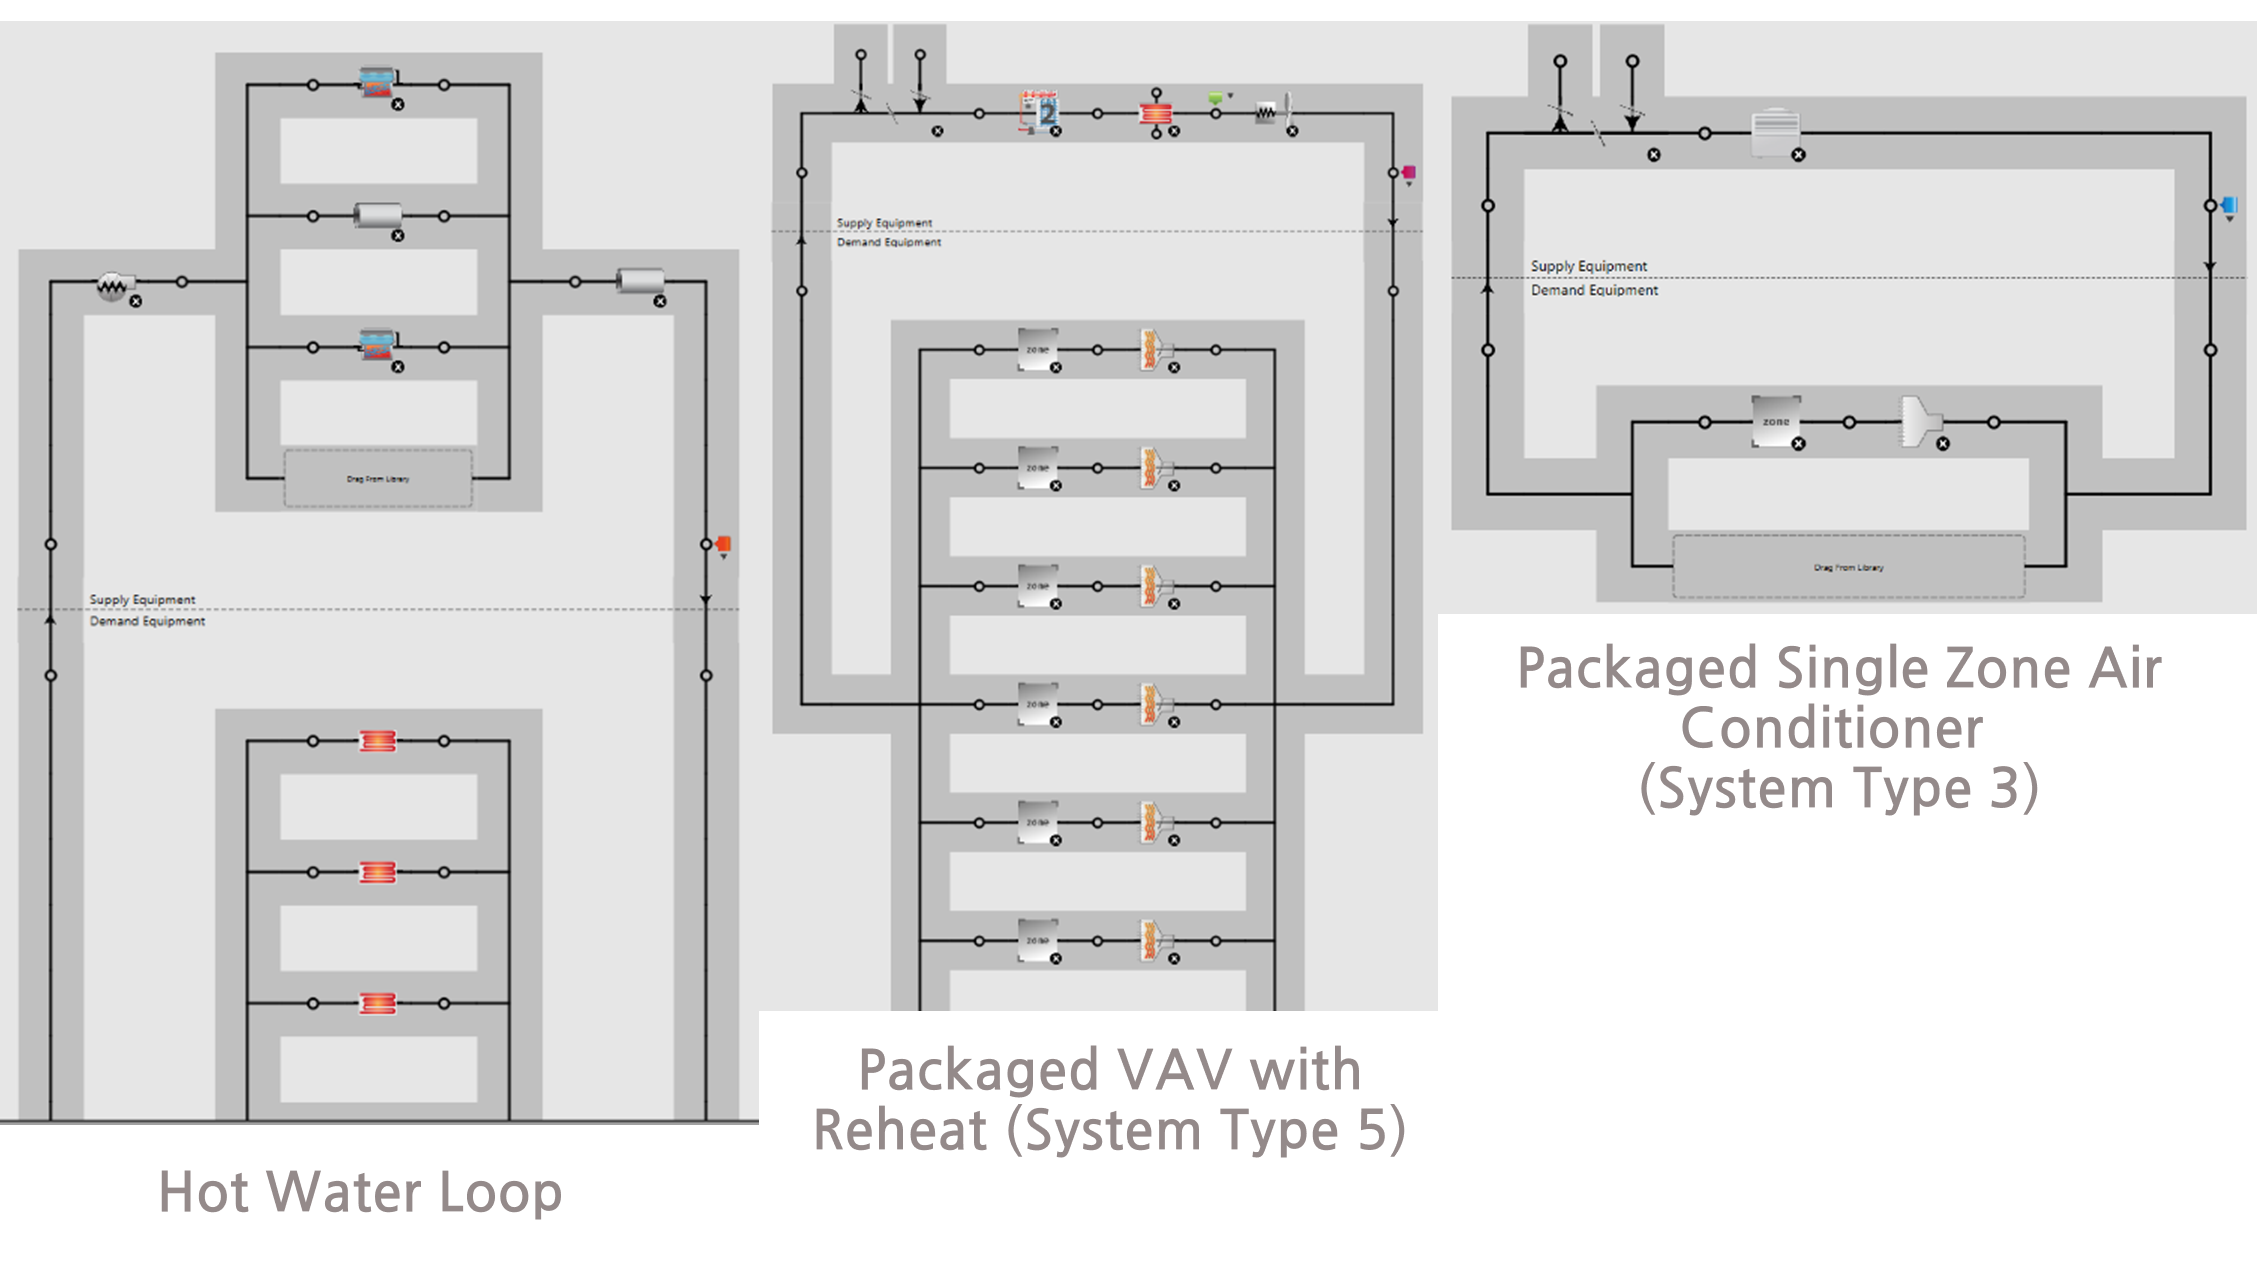 Supply Equipment
Demand Equipment
Drag From Library
Hot Water Loop
Supply Equipment
Demand Equipment
2
zone
zone
zone
zone
zone
zone
Packaged VAV with
Reheat (System Type 5)
Supply Equipment
Demand Equipment
zone
Drag From Library
Packaged Single Zone Air
Conditioner
(System Type 3)